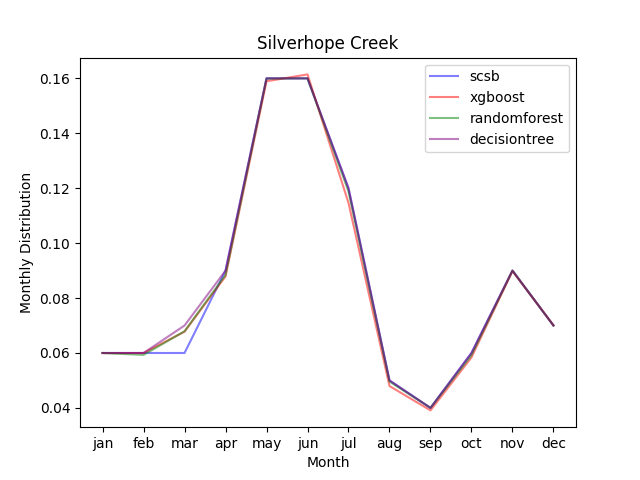 Silverhope Creek
scsb
xgboost
randomforest
decisiontree
Monthly Distribution
0.16
0.14
0.12
0.10
0.08
0.06
0.04
jan feb mar apr may jun jul aug sep oct nov dec
Month